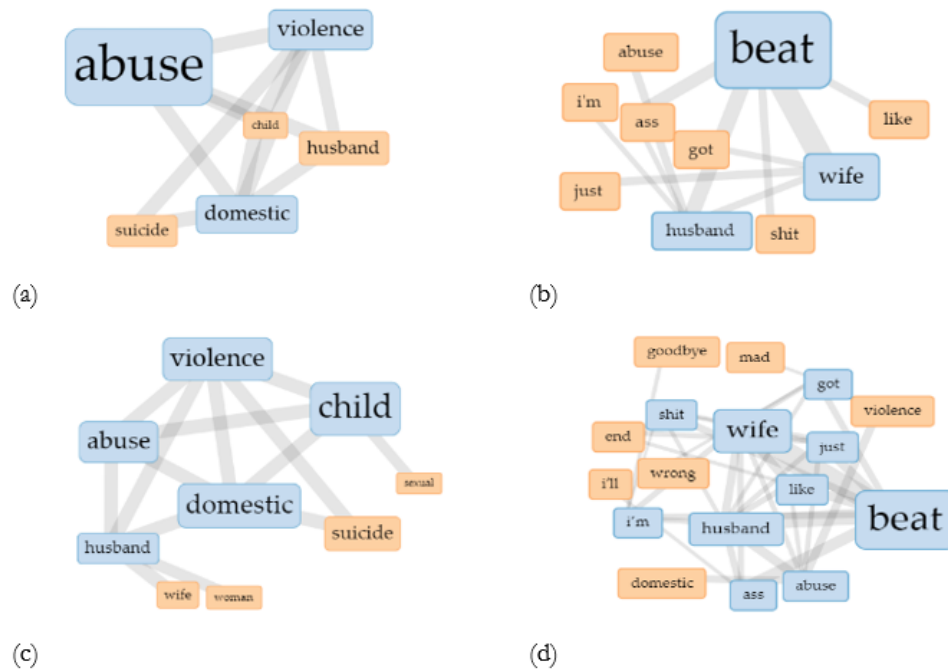 abuse
violence
child
husband
domestic
suicide
(a)
beat
abuse
i'm
ass
like
got
wife
just
husband
shit
(b)
violence
child
abuse
sexual
domestic
suicide
husband
wife
woman
(c)
goodbye
mad
got
violence
shit
wife
end
just
wrong
i'll
like
beat
i'm
husband
domestic
abuse
ass
(d)